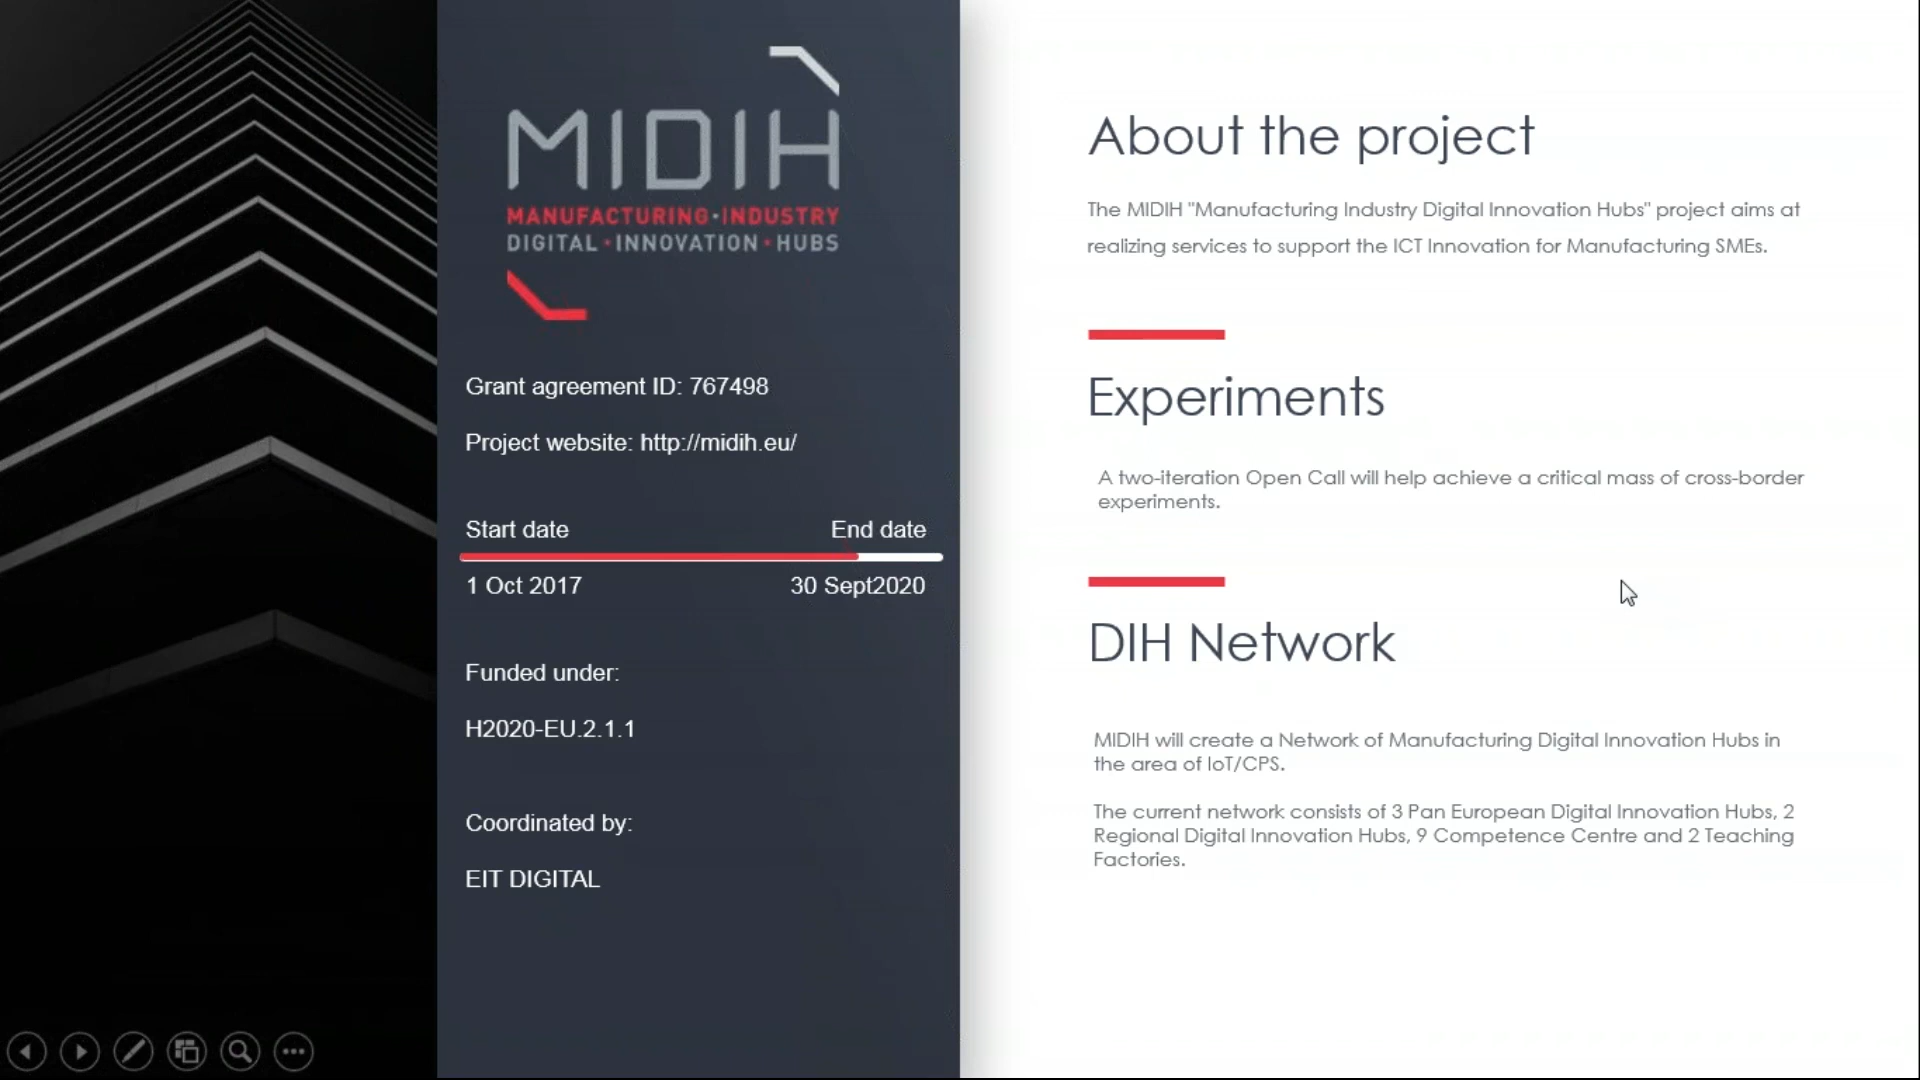 MIDIH
MANUFACTURING•INDUSTRY
DIGITAL•INNOVATION•HUBS
Grant agreement ID: 767498
Project website: http://midih.eu/
Start date End date
1 Oct 2017 30 Sept2020
Funded under:
H2020-EU.2.1.1
Coordinated by:
EIT DIGITAL
About the project
The MIDIH "Manufacturing Industry Digital Innovation Hubs" project aims at
realizing services to support the ICT Innovation for Manufacturing SMEs.
Experiments
A two-iteration Open Call will help achieve a critical mass of cross-border
experiments.
DIH Network
MIDIH will create a Network of Manufacturing Digital Innovation Hubs in
the area of IoT/CPS.
The current network consists of 3 Pan European Digital Innovation Hubs, 2
Regional Digital Innovation Hubs, 9 Competence Centre and 2 Teaching
Factories.